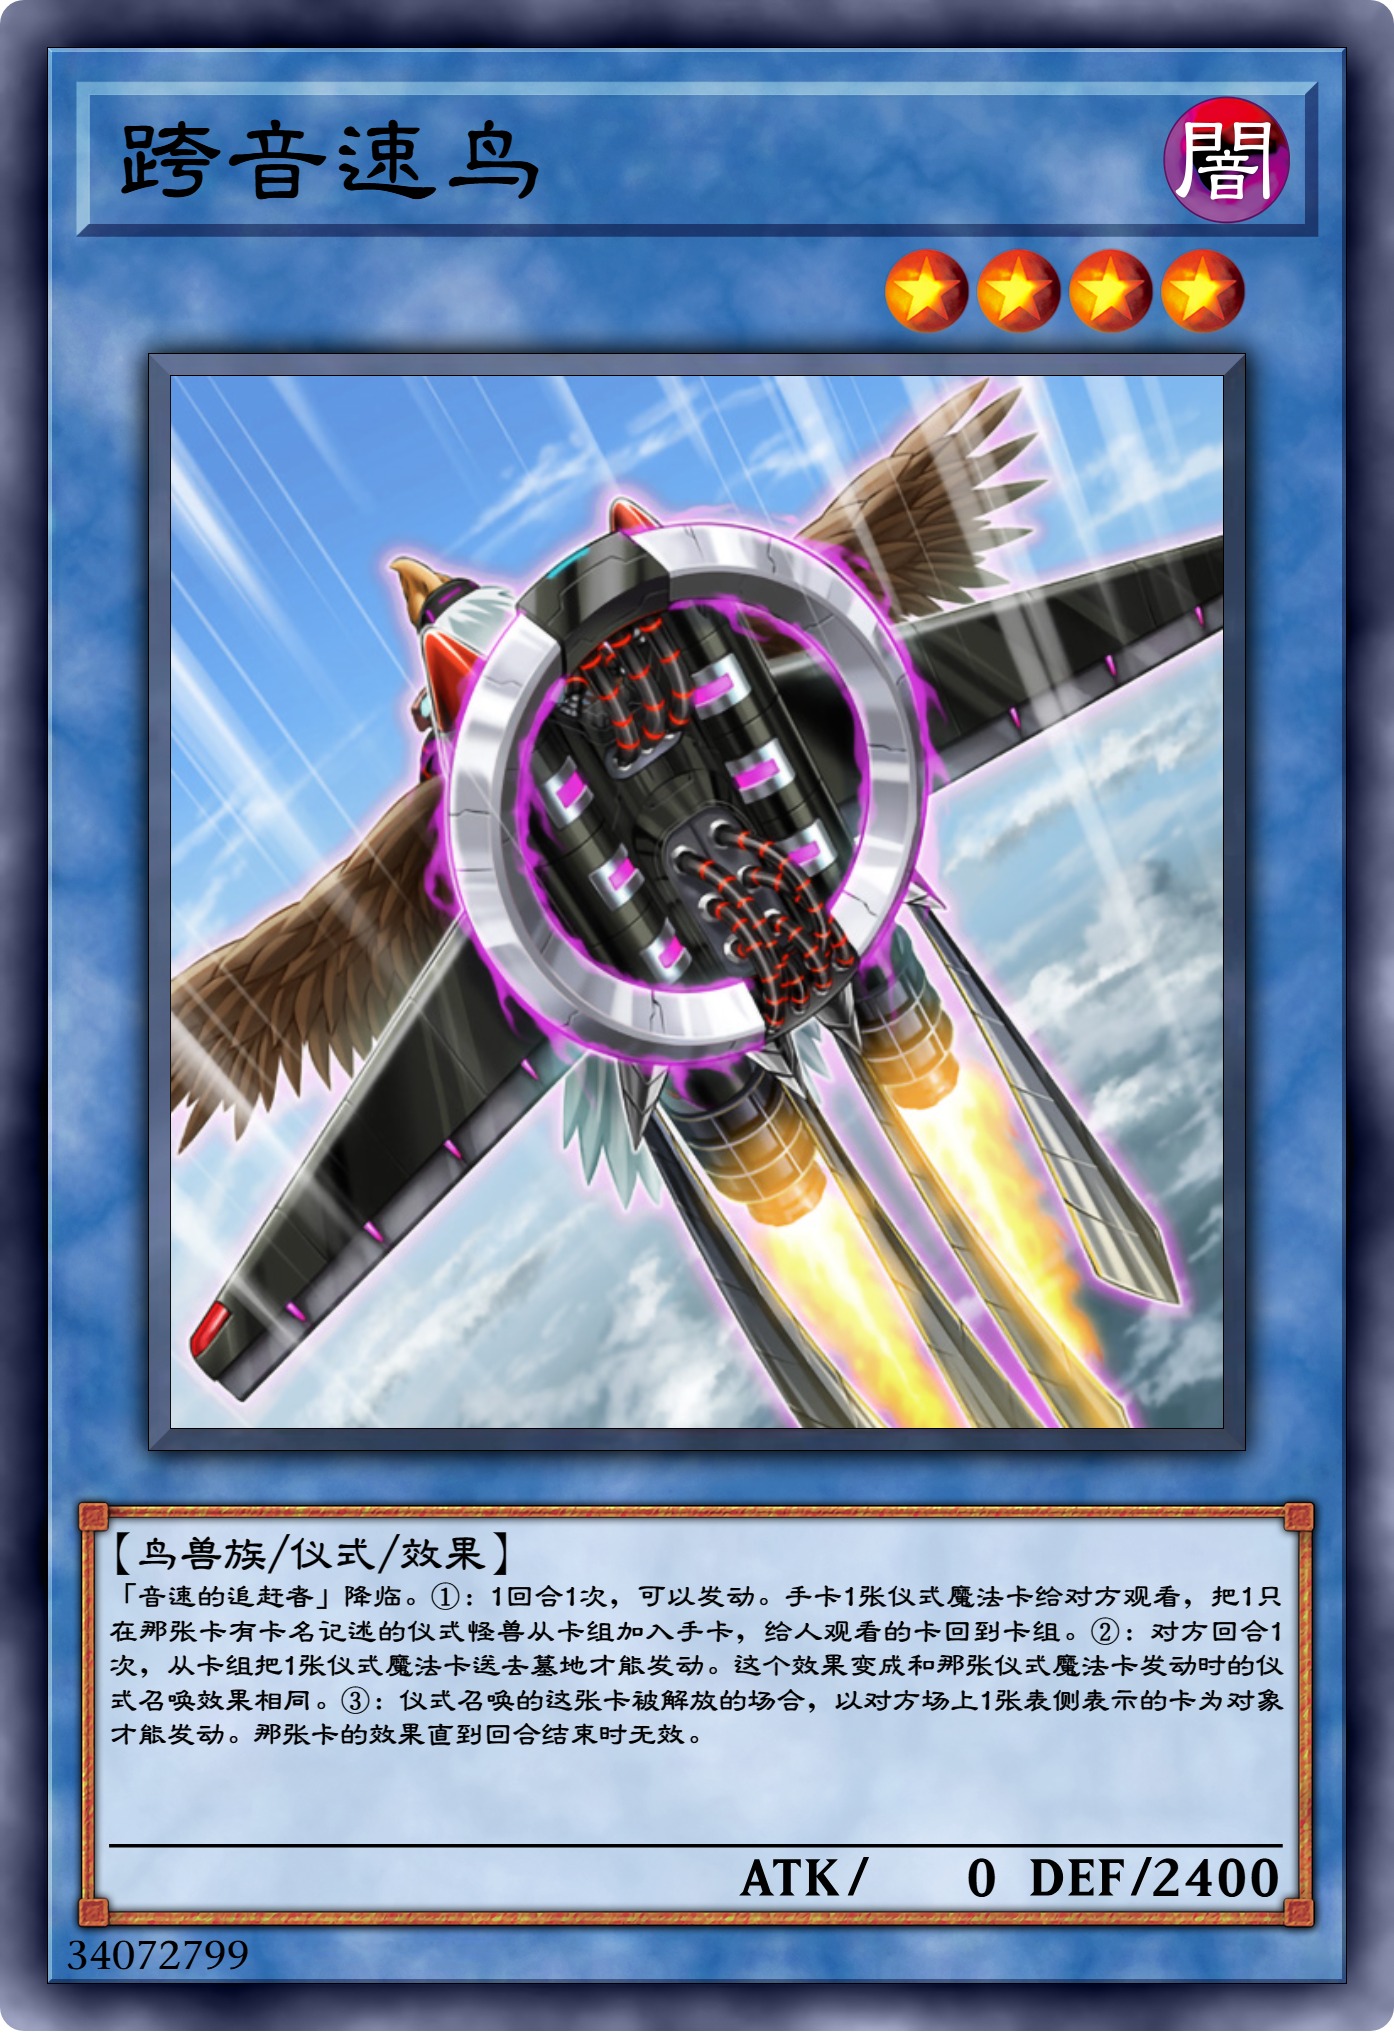 跨音速鸟
闇
【鸟兽族/仪式/效果】
「音速的追赶者」降临。①：1回合1次，可以发动。手卡1张仪式魔法卡给对方观看，把1只
在那张卡有卡名记述的仪式怪兽从卡组加入手卡，给人观看的卡回到卡组。②：对方回合1
次，从卡组把1张仪式魔法卡送去墓地才能发动。这个效果变成和那张仪式魔法卡发动时的仪
式召唤效果相同。③：仪式召唤的这张卡被解放的场合，以对方场上1张表侧表示的卡为对象
才能发动。那张卡的效果直到回合结束时无效。
ATK/ 0 DEF/2400
34072799